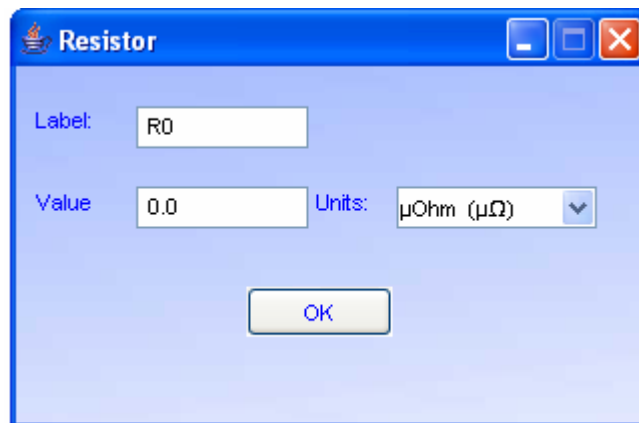 Resistor
Label: R0
Value 0.0 Units: µOhm (µΩ)
OK